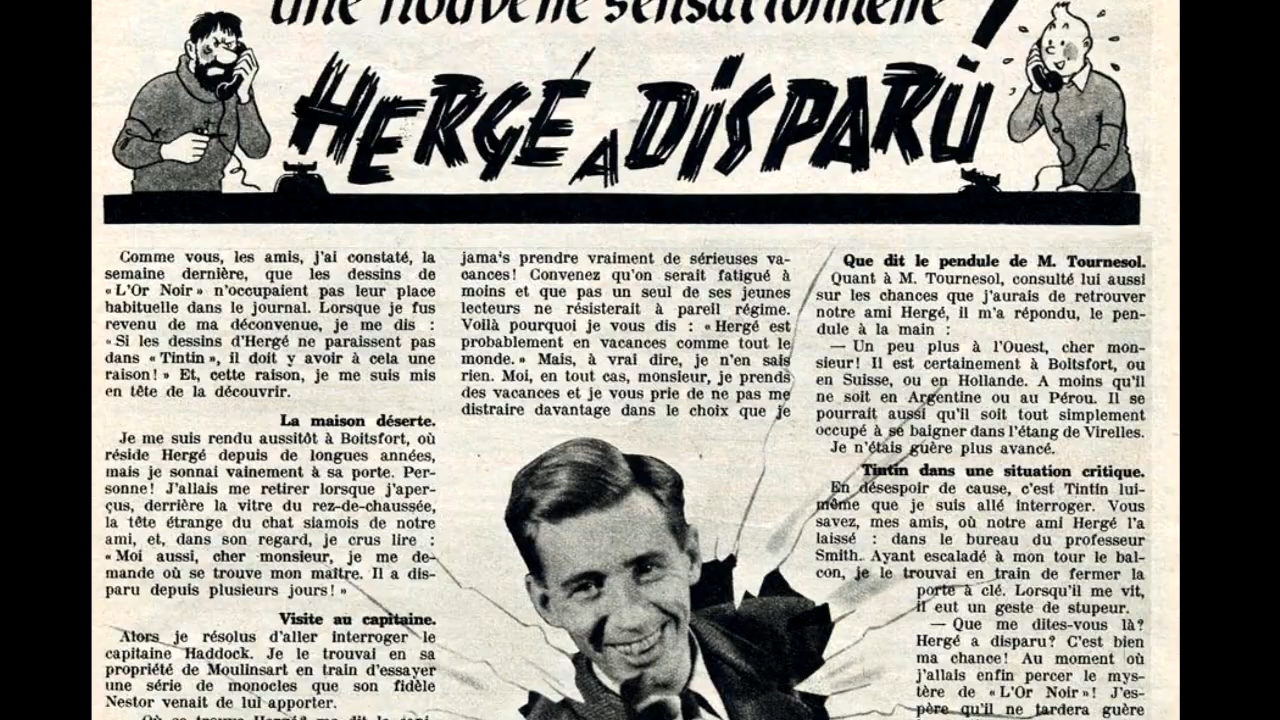 une nouvelle sensationnelle !
HERGÉ A DISPARU
Comme vous, les amis, j'ai constaté, la
semaine dernière, que les dessins de
« L'Or Noir » n'occupaient pas leur place
habituelle dans le journal. Lorsque je fus
revenu de ma déconvenue, je me dis :
« Si les dessins d'Hergé ne paraissent pas
dans « Tintin », il doit y avoir à cela une
raison! » Et, cette raison, je me suis mis
en tête de la découvrir.
La maison déserte.
Je me suis rendu aussitôt à Boitsfort, où
réside Hergé depuis de longues années,
mais je sonnai vainement à sa porte. Per-
sonne! J'allais me retirer lorsque j'aper-
çus, derrière la vitre du rez-de-chaussée,
la tête étrange du chat siamois de notre
ami, et, dans son regard, je crus lire :
« Moi aussi, cher monsieur, je me de-
mande où se trouve mon maître. Il a dis-
paru depuis plusieurs jours! »
Visite au capitaine.
Alors je résolus d'aller interroger le
capitaine Haddock. Je le trouvai en sa
propriété de Moulinsart en train d'essayer
une série de monocles que son fidèle
Nestor venait de lui apporter.
— Où se trouve Hergé? me dit le capi-
jama's prendre vraiment de sérieuses va-
cances! Convenez qu'on serait fatigué à
moins et que pas un seul de ses jeunes
lecteurs ne résisterait à pareil régime.
Voilà pourquoi je vous dis : « Hergé est
probablement en vacances comme tout le
monde. » Mais, à vrai dire, je n'en sais
rien. Moi, en tout cas, monsieur, je prends
des vacances et je vous prie de ne pas me
distraire davantage dans le choix que je
Que dit le pendule de M. Tournesol.
Quant à M. Tournesol, consulté lui aussi
sur les chances que j'aurais de retrouver
notre ami Hergé, il m'a répondu, le pen-
dule à la main :
— Un peu plus à l'Ouest, cher mon-
sieur! Il est certainement à Boitsfort, ou
en Suisse, ou en Hollande. A moins qu'il
ne soit en Argentine ou au Pérou. Il se
pourrait aussi qu'il soit tout simplement
occupé à se baigner dans l'étang de Virelles.
Je n'étais guère plus avancé.
Tintin dans une situation critique.
En désespoir de cause, c'est Tintin lui-
même que je suis allé interroger. Vous
savez, mes amis, où notre ami Hergé l'a
laissé : dans le bureau du professeur
Smith. Ayant escaladé à mon tour le bal-
con, je le trouvai en train de fermer la
porte à clé. Lorsqu'il me vit,
il eut un geste de stupeur.
— Que me dites-vous là?
Hergé a disparu? C'est bien
ma chance! Au moment où
j'allais enfin percer le mys-
tère de « L'Or Noir »! J'es-
père qu'il ne tardera guère